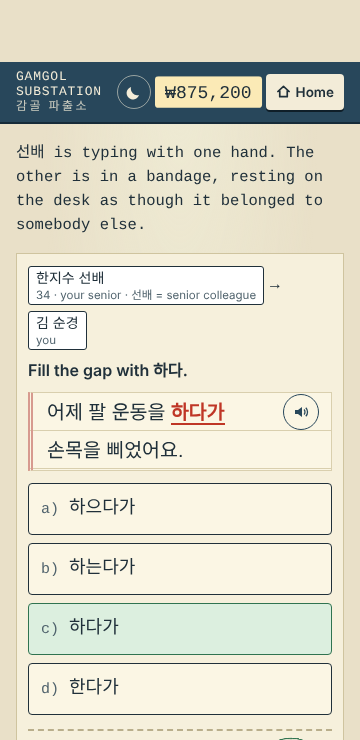 GAMGOL
SUBSTATION
감골 파출소
₩875,200
Home
선배 is typing with one hand. The
other is in a bandage, resting on
the desk as though it belonged to
somebody else.
한지수 선배
34 · your senior · 선배 = senior colleague
→
김 순경
you
Fill the gap with 하다.
어제 팔 운동을 하다가
손목을 삐었어요.
a) 하으다가
b) 하는다가
c) 하다가
d) 한다가